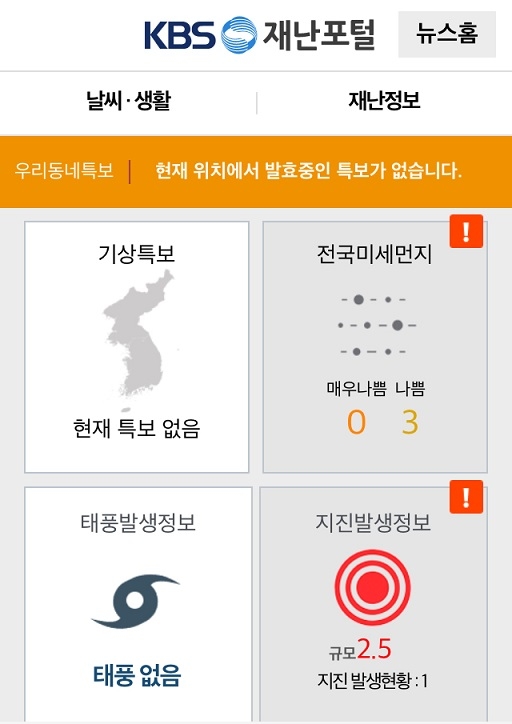 KBS 재난포털 뉴스홈
날씨·생활 재난정보
우리동네특보 현재 위치에서 발효중인 특보가 없습니다.
기상특보
현재 특보 없음
!
전국미세먼지
매우나쁨 나쁨
0 3
태풍발생정보
태풍 없음
!
지진발생정보
규모2.5
지진 발생현황 : 1